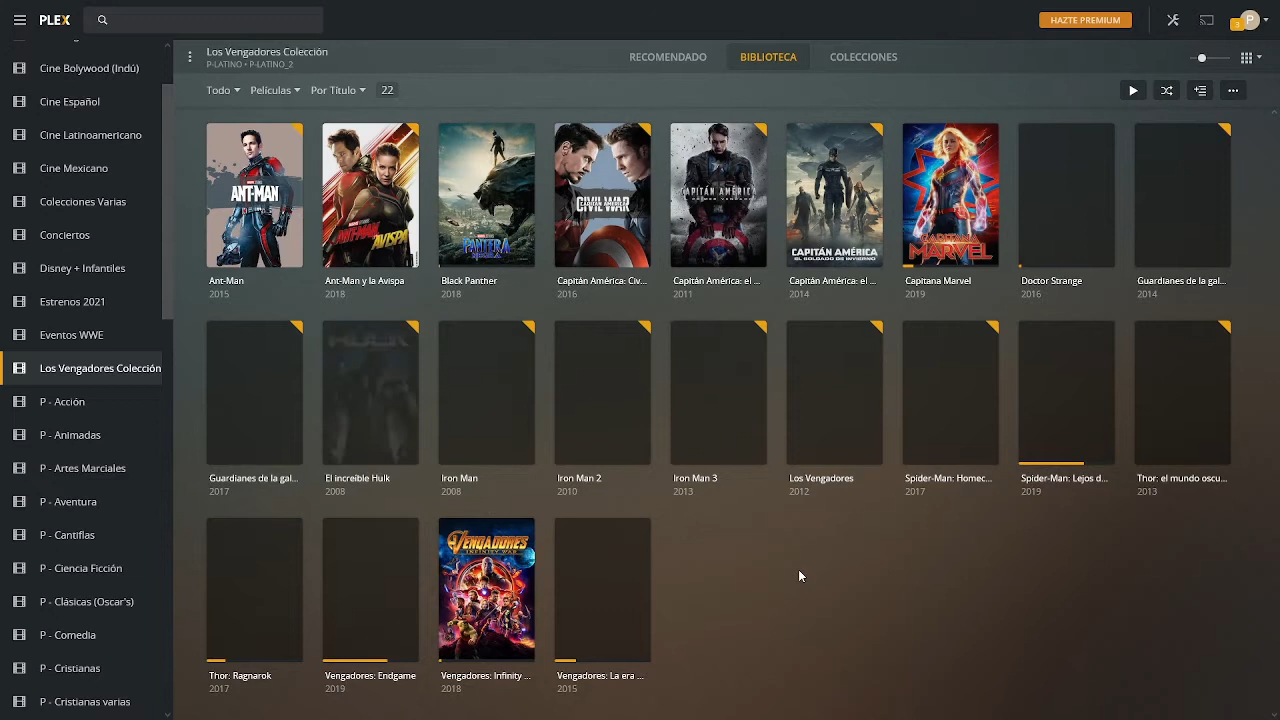 PLEX
HAZTE PREMIUM
3
P
Cine Bolywood (Indú)
Cine Español
Cine Latinoamericano
Cine Mexicano
Colecciones Varias
Conciertos
Disney + Infantiles
Estrenos 2021
Eventos WWE
Los Vengadores Colección
P - Acción
P - Animadas
P - Artes Marciales
P - Aventura
P - Cantiflas
P - Ciencia Ficción
P - Clásicas (Oscar's)
P - Comedia
P - Cristianas
P - Cristianas varias
Los Vengadores Colección
P-LATINO • P-LATINO_2
RECOMENDADO
BIBLIOTECA
COLECCIONES
Todo
Películas
Por Título
22
ANT-MAN
ANT-MAN
AVISPA
PANTERA
CIVIL WAR
CAPITÁN AMÉRICA
CAPITÁN AMÉRICA
EL SOLDADO DE INVIERNO
CAPITANA
MARVEL
Ant-Man
2015
Ant-Man y la Avispa
2018
Black Panther
2018
Capitán América: Civ...
2016
Capitán América: el ...
2011
Capitán América: el ...
2014
Capitana Marvel
2019
Doctor Strange
2016
Guardianes de la gal...
2014
HULK
Guardianes de la gal...
2017
El increíble Hulk
2008
Iron Man
2008
Iron Man 2
2010
Iron Man 3
2013
Los Vengadores
2012
Spider-Man: Homec...
2017
Spider-Man: Lejos d...
2019
Thor: el mundo oscu...
2013
VENGADORES
INFINITY WAR
Thor: Ragnarok
2017
Vengadores: Endgame
2019
Vengadores: Infinity ...
2018
Vengadores: La era ...
2015